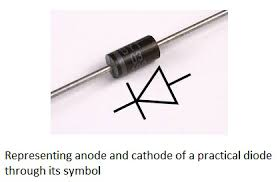 Representing anode and cathode of a practical diode
through its symbol